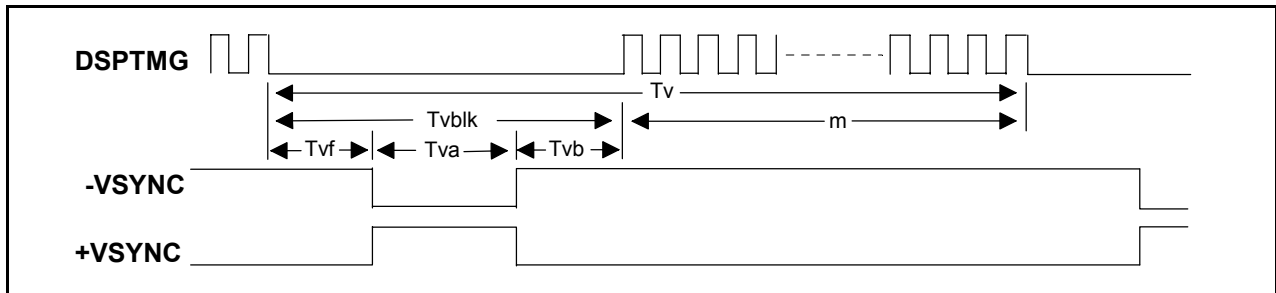 DSPTMG
Tv
Tvblk
m
Tvf
Tva
Tvb
-VSYNC
+VSYNC